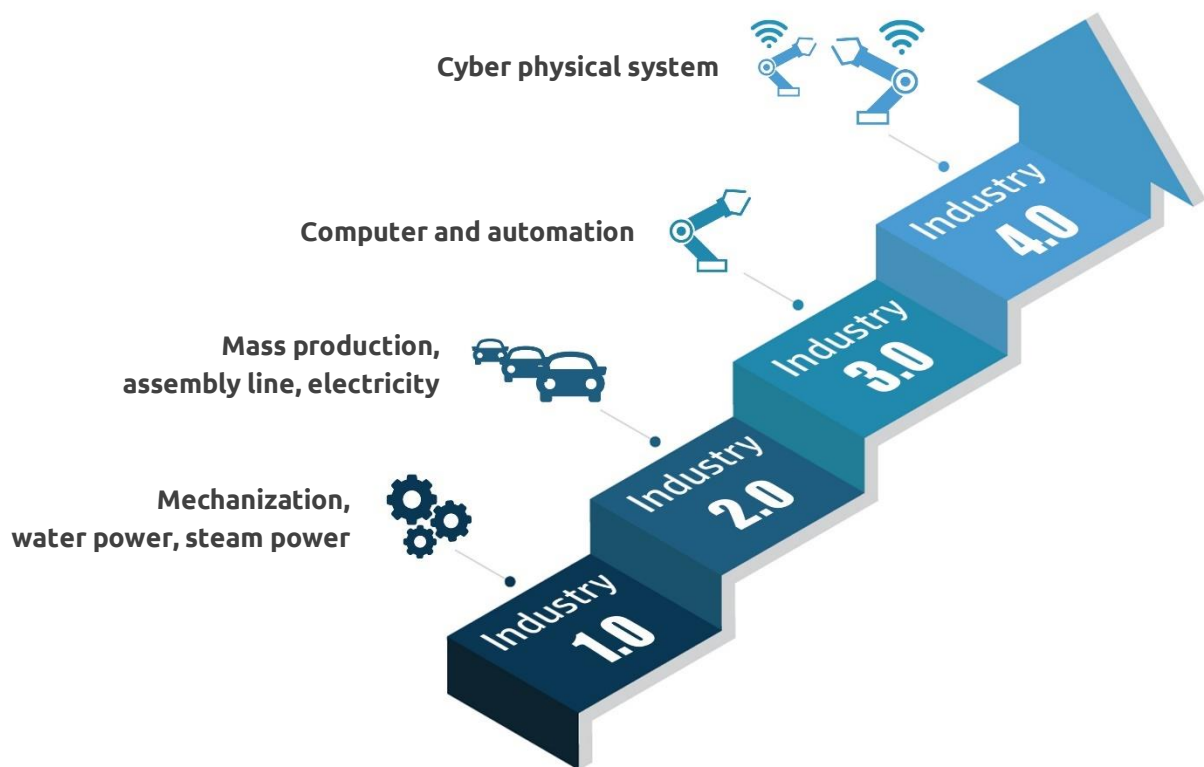 Cyber physical system
Industry
4.0
Computer and automation
Industry
3.0
Mass production,
assembly line, electricity
Industry
2.0
Mechanization,
water power, steam power
Industry
1.0